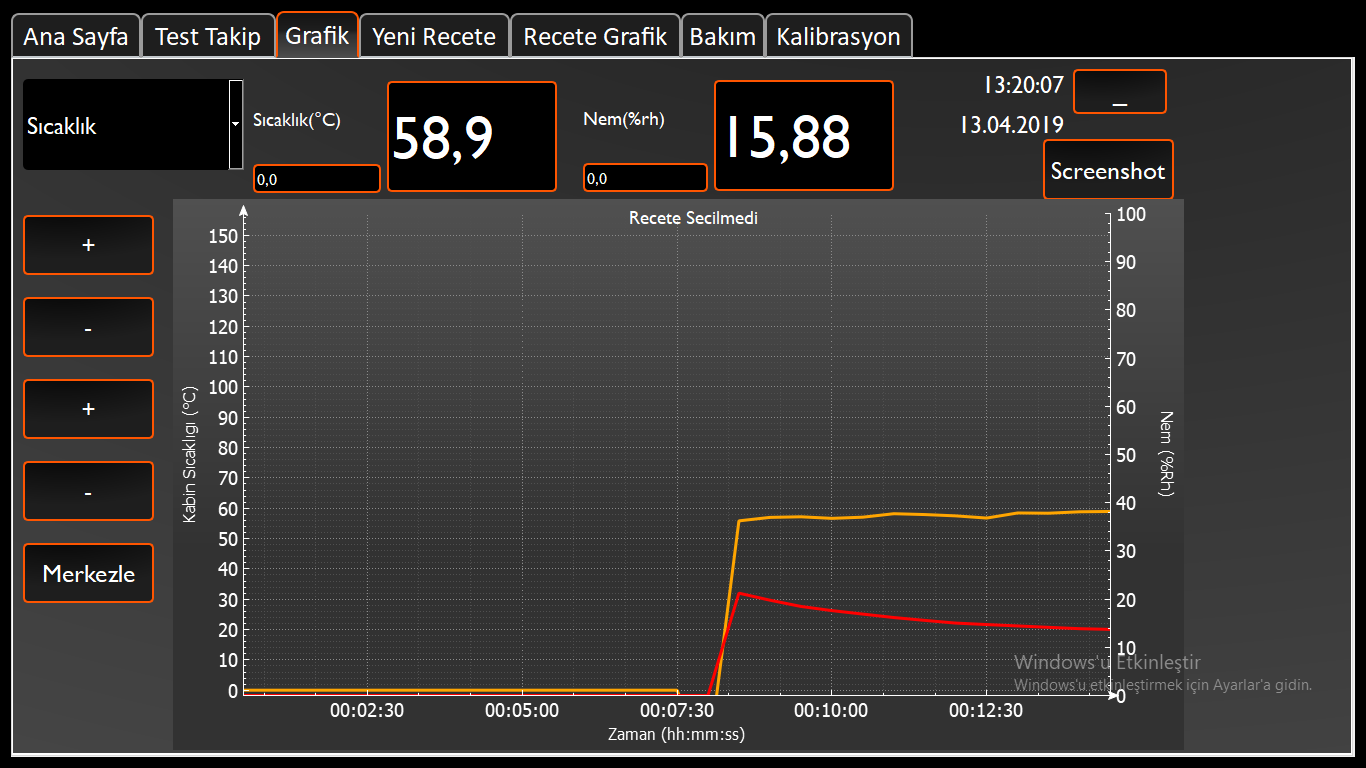 Ana Sayfa
Test Takip
Grafik
Yeni Recete
Recete Grafik
Bakım
Kalibrasyon
Sıcaklık
Sıcaklık(°C)
0,0
58,9
Nem(%rh)
0,0
15,88
13:20:07
_
13.04.2019
Screenshot
+
-
+
-
Merkezle
Recete Secilmedi
Kabin Sıcaklıgı (°C)
150
140
130
120
110
100
90
80
70
60
50
40
30
20
10
0
100
90
80
70
60
50
40
30
20
10
0
Nem (%Rh)
00:02:30
00:05:00
00:07:30
00:10:00
00:12:30
Zaman (hh:mm:ss)
Windows'u Etkinleştir
Windows'u etkinleştirmek için Ayarlar'a gidin.